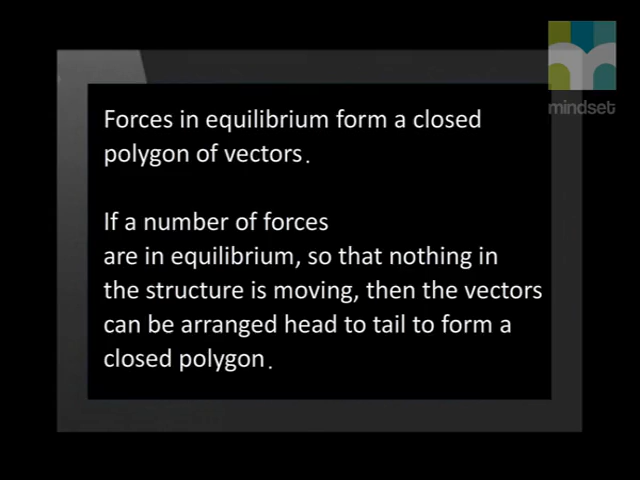 mindset
Forces in equilibrium form a closed
polygon of vectors.
If a number of forces
are in equilibrium, so that nothing in
the structure is moving, then the vectors
can be arranged head to tail to form a
closed polygon.